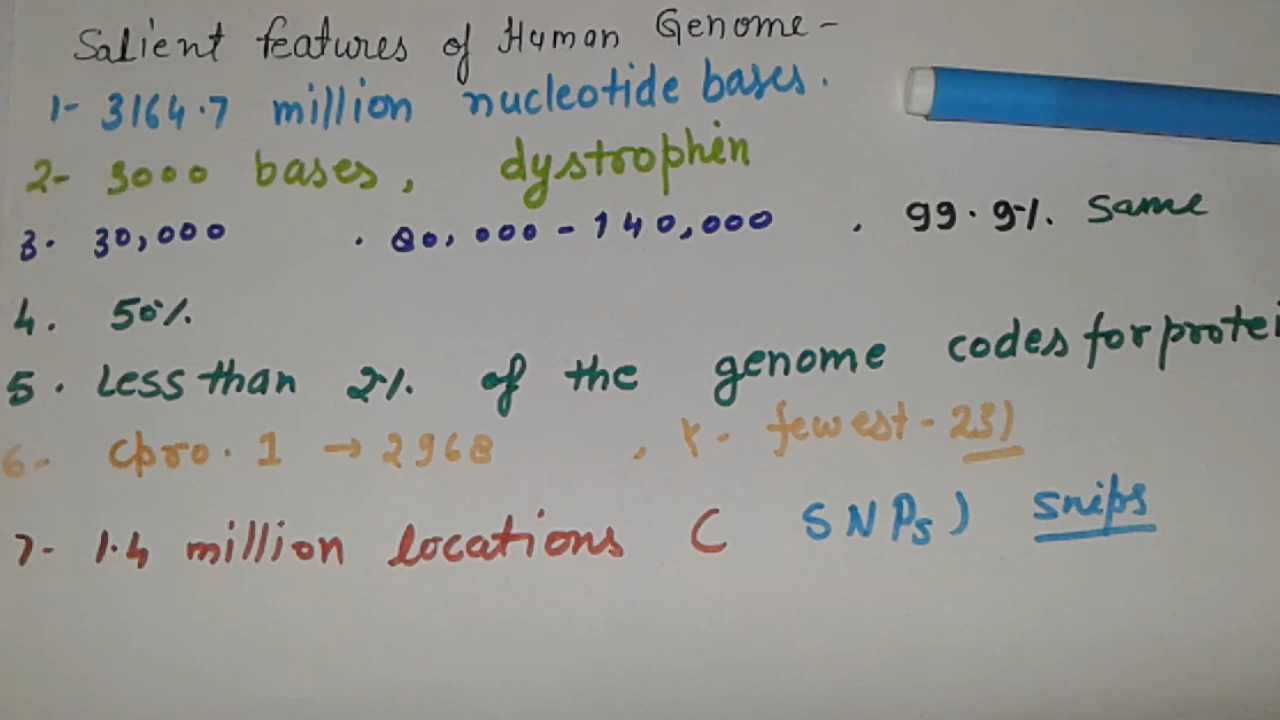 Salient features of Human Genome -
1- 3164.7 million nucleotide bases.
2- 3000 bases, dystrophin
3. 30,000 . 80,000 - 140,000 . 99.9% same
4. 50%
5. Less than 2% of the genome codes for protei
6- Chro. 1 → 2968 , Y - fewest - 231
7- 1.4 million locations ( SNPs ) snips